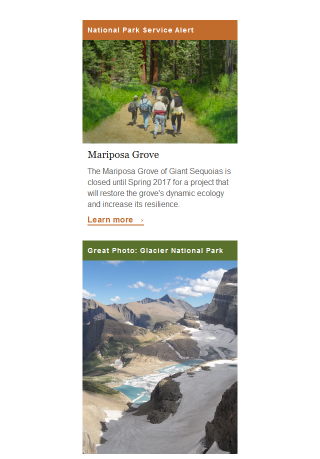 National Park Service Alert
Mariposa Grove
The Mariposa Grove of Giant Sequoias is
closed until Spring 2017 for a project that
will restore the grove's dynamic ecology
and increase its resilience.
Learn more ›
Great Photo: Glacier National Park